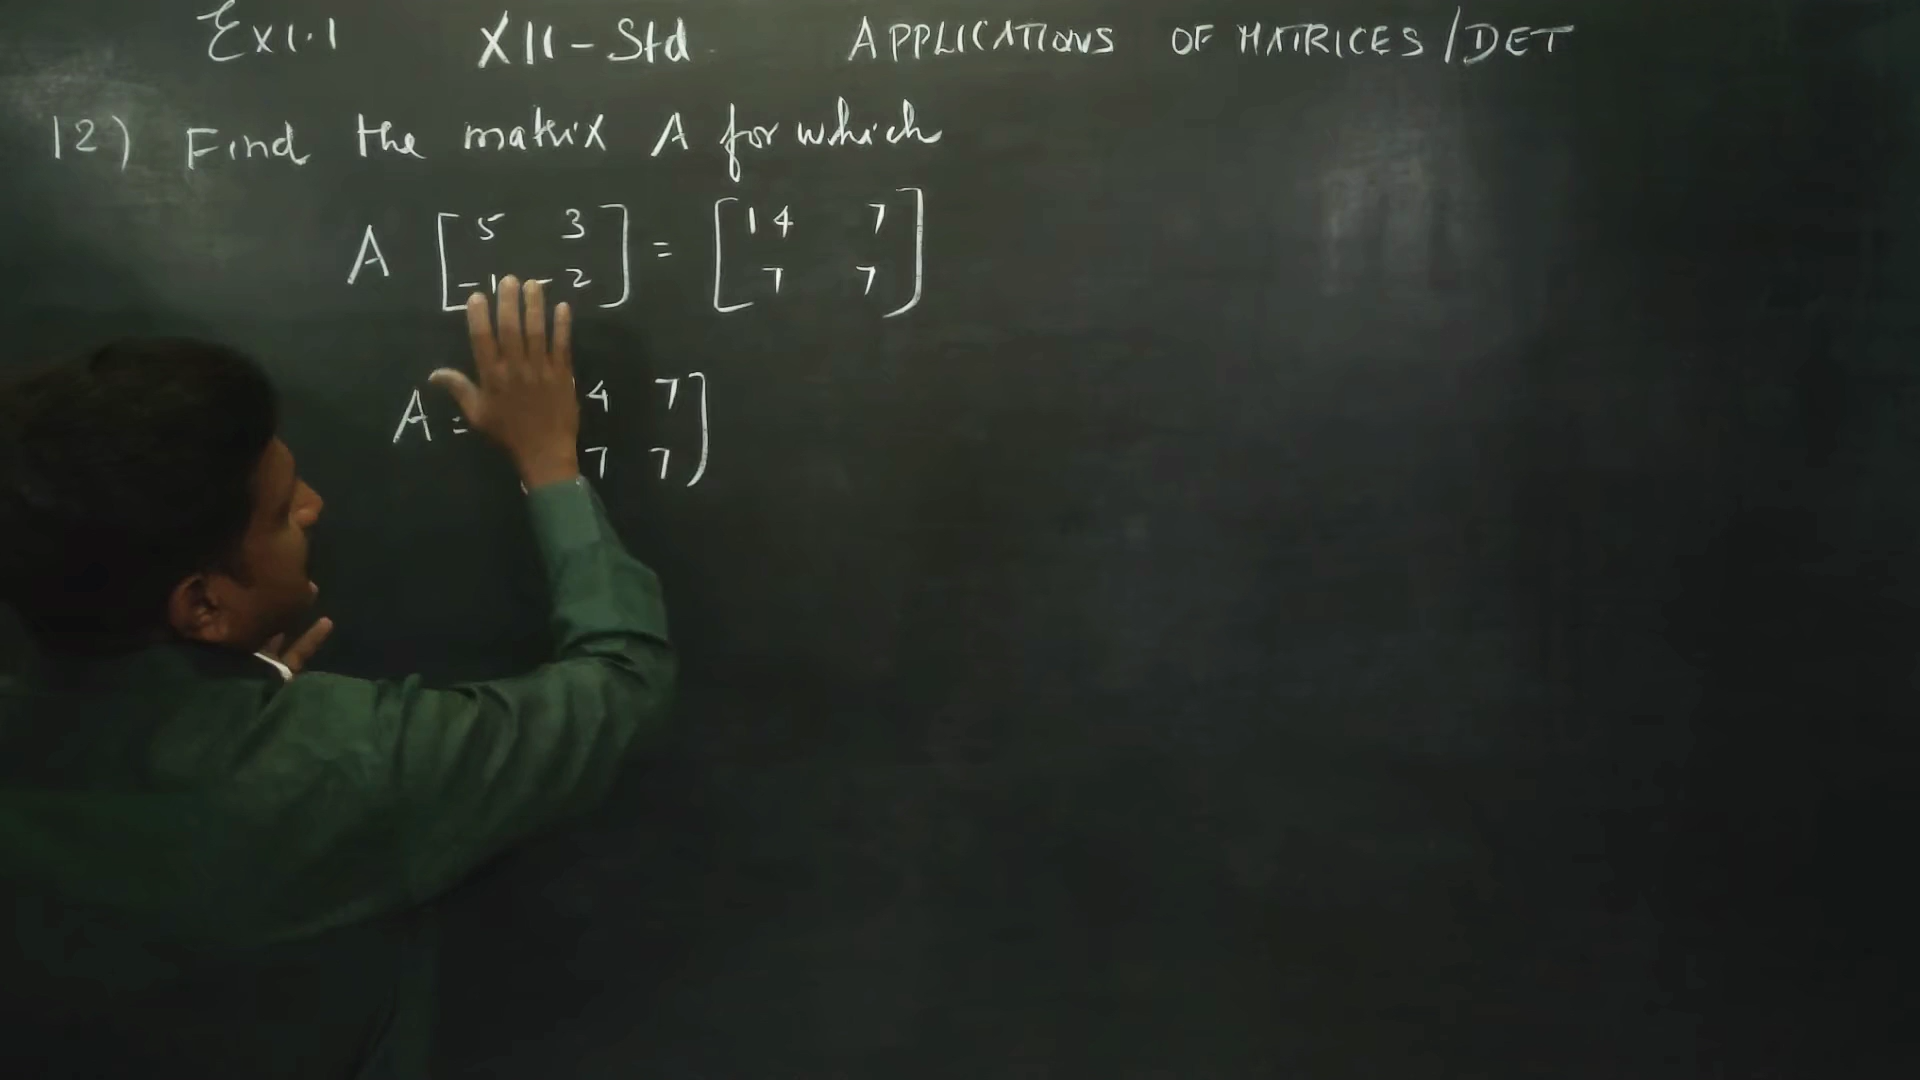 Ex 1.1 XII - Std APPLICATIONS OF MATRICES / DET
12) Find the matrix A for which
A [ 5 3 ] = [ 14 7 ]
-1 -2 7 7
A = 4 7 ]
7 7